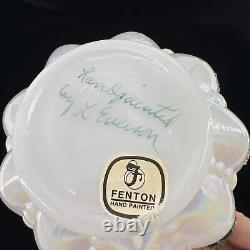 Handpainted
by L Everson
F
FENTON
HAND PAINTED